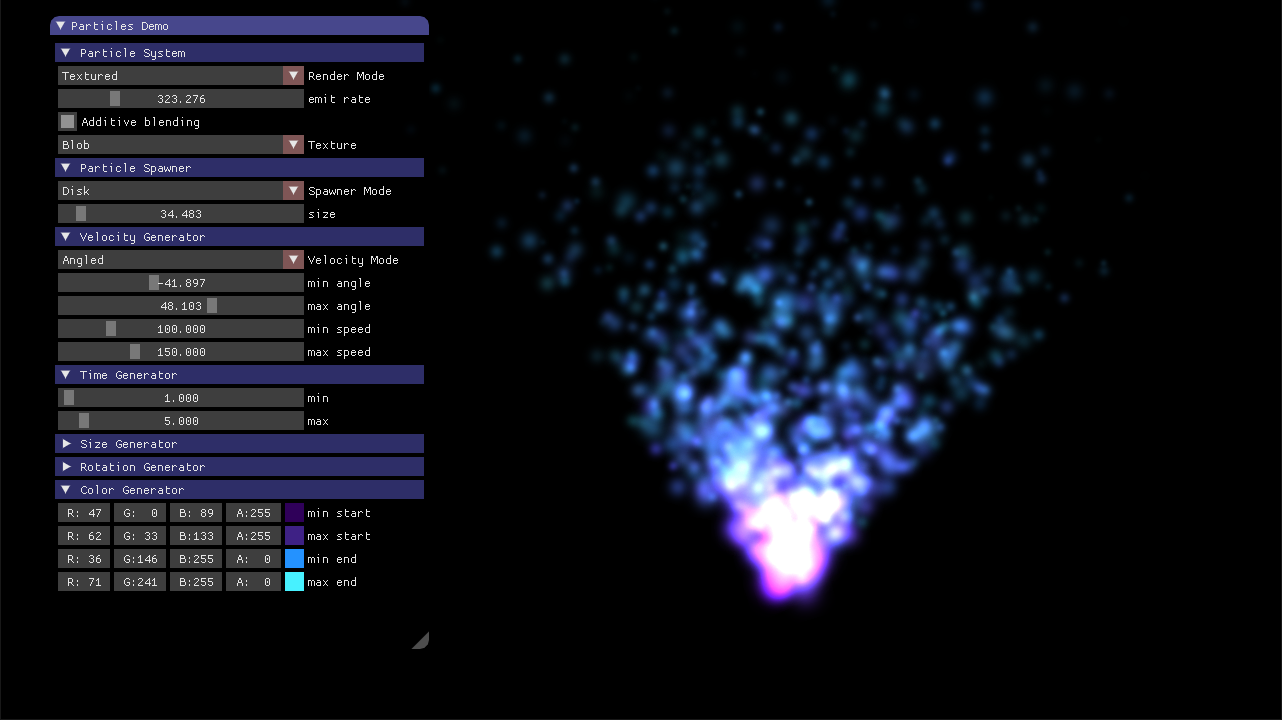 Particles Demo
Particle System
Textured Render Mode
323.276 emit rate
Additive blending
Blob Texture
Particle Spawner
Disk Spawner Mode
34.483 size
Velocity Generator
Angled Velocity Mode
-41.897 min angle
48.103 max angle
100.000 min speed
150.000 max speed
Time Generator
1.000 min
5.000 max
Size Generator
Rotation Generator
Color Generator
R: 47 G: 0 B: 89 A:255 min start
R: 62 G: 33 B:133 A:255 max start
R: 36 G:146 B:255 A: 0 min end
R: 71 G:241 B:255 A: 0 max end